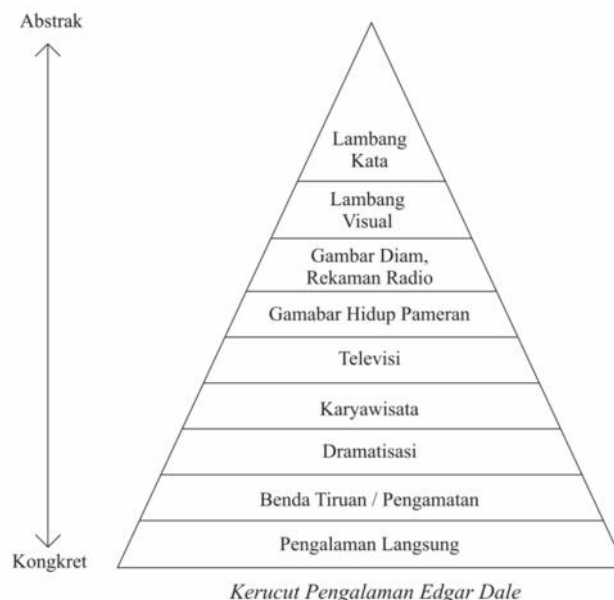 Abstrak
Lambang
Kata
Lambang
Visual
Gambar Diam,
Rekaman Radio
Gamabar Hidup Pameran
Televisi
Karyawisata
Dramatisasi
Benda Tiruan / Pengamatan
Pengalaman Langsung
Kongkret
Kerucut Pengalaman Edgar Dale